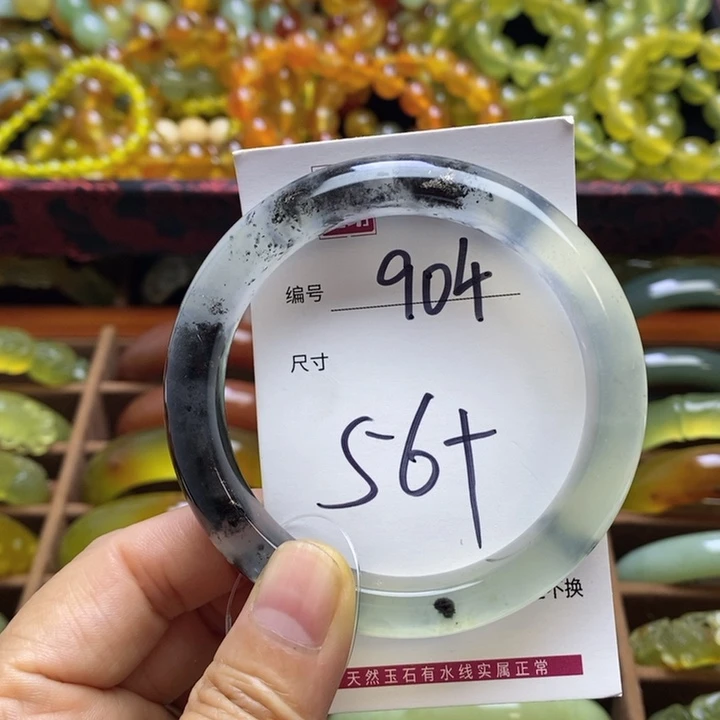 编号 904
尺寸
56+
不换
天然玉石有水线实属正常